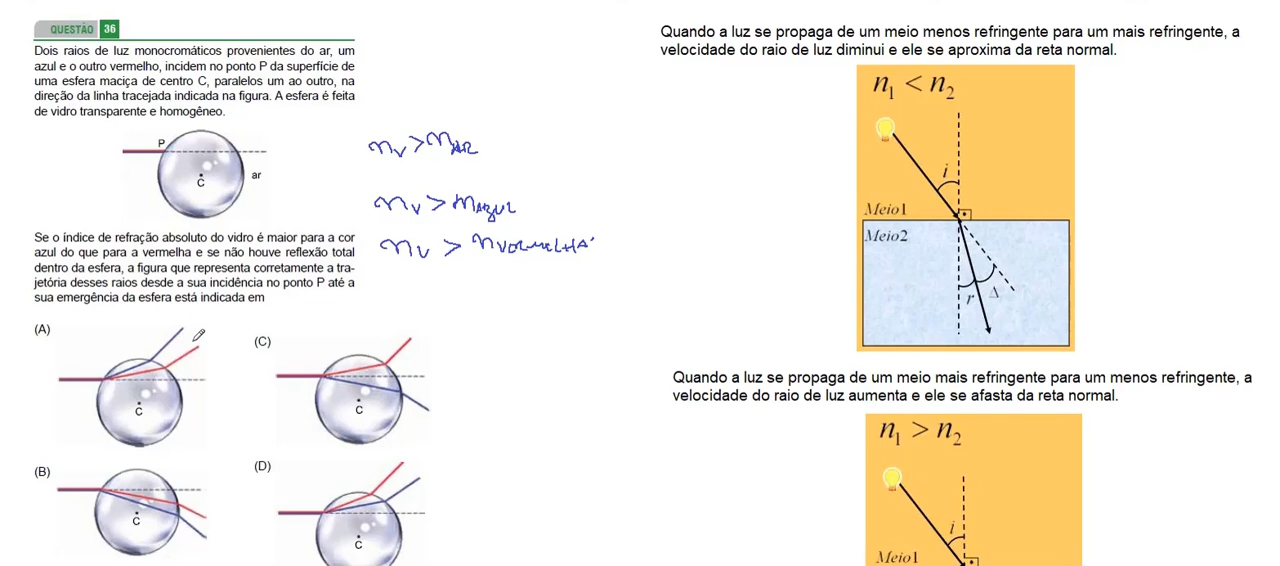 QUESTÃO 36
Dois raios de luz monocromáticos provenientes do ar, um
azul e o outro vermelho, incidem no ponto P da superfície de
uma esfera maciça de centro C, paralelos um ao outro, na
direção da linha tracejada indicada na figura. A esfera é feita
de vidro transparente e homogêneo.
P
C
ar
Se o índice de refração absoluto do vidro é maior para a cor
azul do que para a vermelha e se não houve reflexão total
dentro da esfera, a figura que representa corretamente a tra-
jetória desses raios desde a sua incidência no ponto P até a
sua emergência da esfera está indicada em
(A)
C
(B)
C
(C)
C
(D)
C
nv > nAR
nv > nAZUL
nv > nVERMELHA
Quando a luz se propaga de um meio menos refringente para um mais refringente, a
velocidade do raio de luz diminui e ele se aproxima da reta normal.
n1 < n2
i
Meio1
Meio2
r
Δ
Quando a luz se propaga de um meio mais refringente para um menos refringente, a
velocidade do raio de luz aumenta e ele se afasta da reta normal.
n1 > n2
i
Meio1